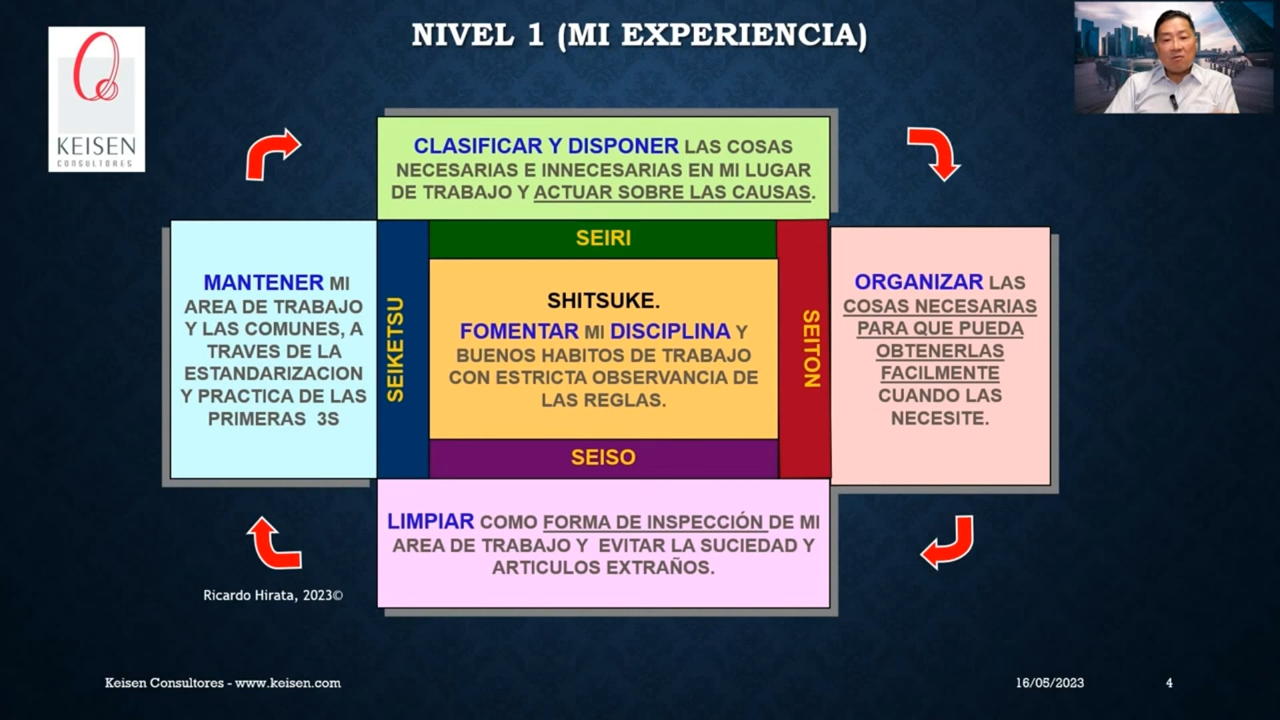 NIVEL 1 (MI EXPERIENCIA)
KEISEN
CONSULTORES
CLASIFICAR Y DISPONER LAS COSAS
NECESARIAS E INNECESARIAS EN MI LUGAR
DE TRABAJO Y ACTUAR SOBRE LAS CAUSAS.
SEIRI
MANTENER MI
AREA DE TRABAJO
Y LAS COMUNES, A
TRAVES DE LA
ESTANDARIZACION
Y PRACTICA DE LAS
PRIMERAS 3S
SEIKETSU
SHITSUKE.
FOMENTAR MI DISCIPLINA Y
BUENOS HABITOS DE TRABAJO
CON ESTRICTA OBSERVANCIA DE
LAS REGLAS.
SEITON
ORGANIZAR LAS
COSAS NECESARIAS
PARA QUE PUEDA
OBTENERLAS
FACILMENTE
CUANDO LAS
NECESITE.
SEISO
LIMPIAR COMO FORMA DE INSPECCIÓN DE MI
AREA DE TRABAJO Y EVITAR LA SUCIEDAD Y
ARTICULOS EXTRAÑOS.
Ricardo Hirata, 2023©
Keisen Consultores - www.keisen.com
16/05/2023
4